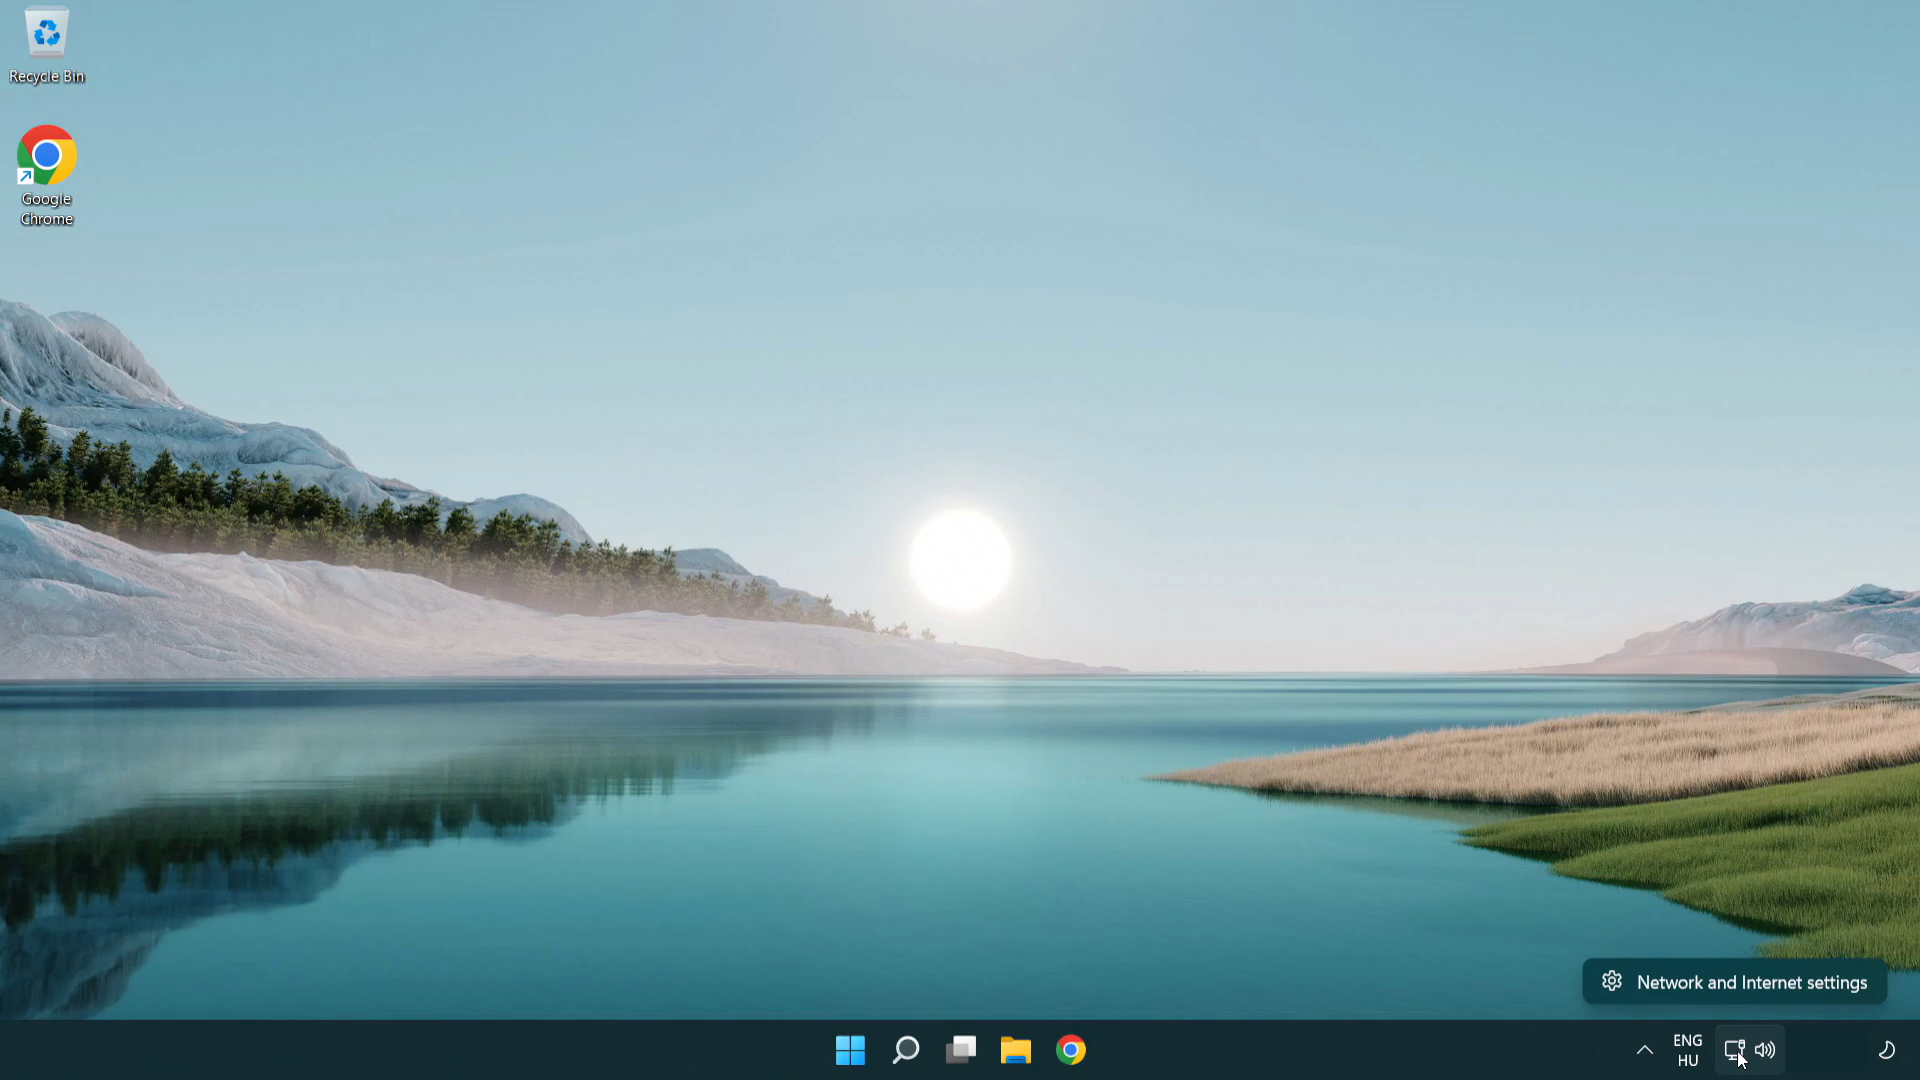 Recycle Bin
Google
Chrome
Network and Internet settings
ENG
HU